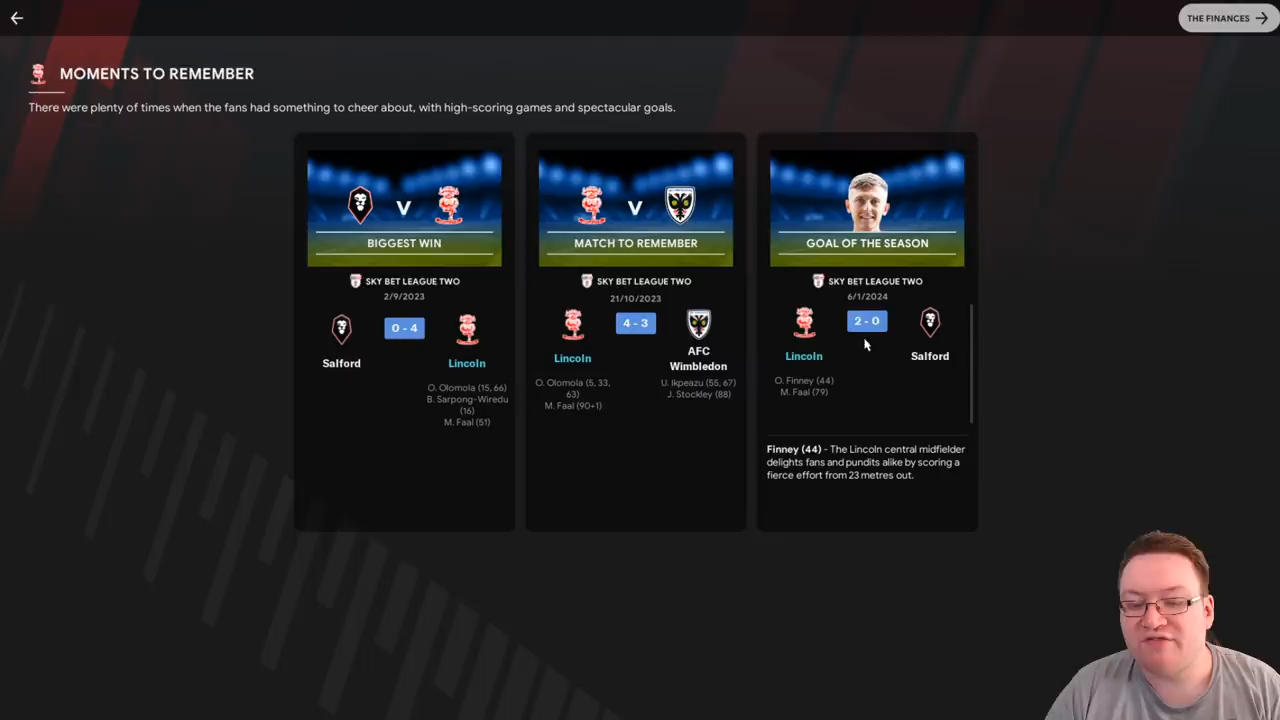 THE FINANCES
MOMENTS TO REMEMBER
There were plenty of times when the fans had something to cheer about, with high-scoring games and spectacular goals.
V
BIGGEST WIN
SKY BET LEAGUE TWO
2/9/2023
0 - 4
Salford
Lincoln
O. Olomola (15, 66)
B. Sarpong-Wiredu
(16)
M. Faal (51)
V
MATCH TO REMEMBER
SKY BET LEAGUE TWO
21/10/2023
4 - 3
Lincoln
AFC
Wimbledon
O. Olomola (5, 33,
63)
M. Faal (90+1)
U. Ikpeazu (55, 67)
J. Stockley (88)
GOAL OF THE SEASON
SKY BET LEAGUE TWO
6/1/2024
2 - 0
Lincoln
Salford
O. Finney (44)
M. Faal (79)
Finney (44) - The Lincoln central midfielder
delights fans and pundits alike by scoring a
fierce effort from 23 metres out.